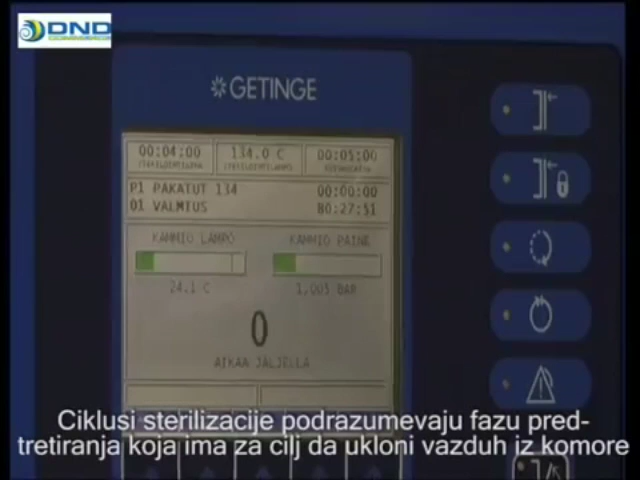 DND
GETINGE
00:04:00 134.0 C 00:05:00
P1 PAKATUT 134 00:00:00
01 VALMIUS 80:27:51
KAMMIO LÄMPÖ KAMMIO PAINE
24.1 C 1,005 BAR
0
AIKAA JÄLJELLÄ
Ciklusi sterilizacije podrazumevaju fazu pred-
tretiranja koja ima za cilj da ukloni vazduh iz komore